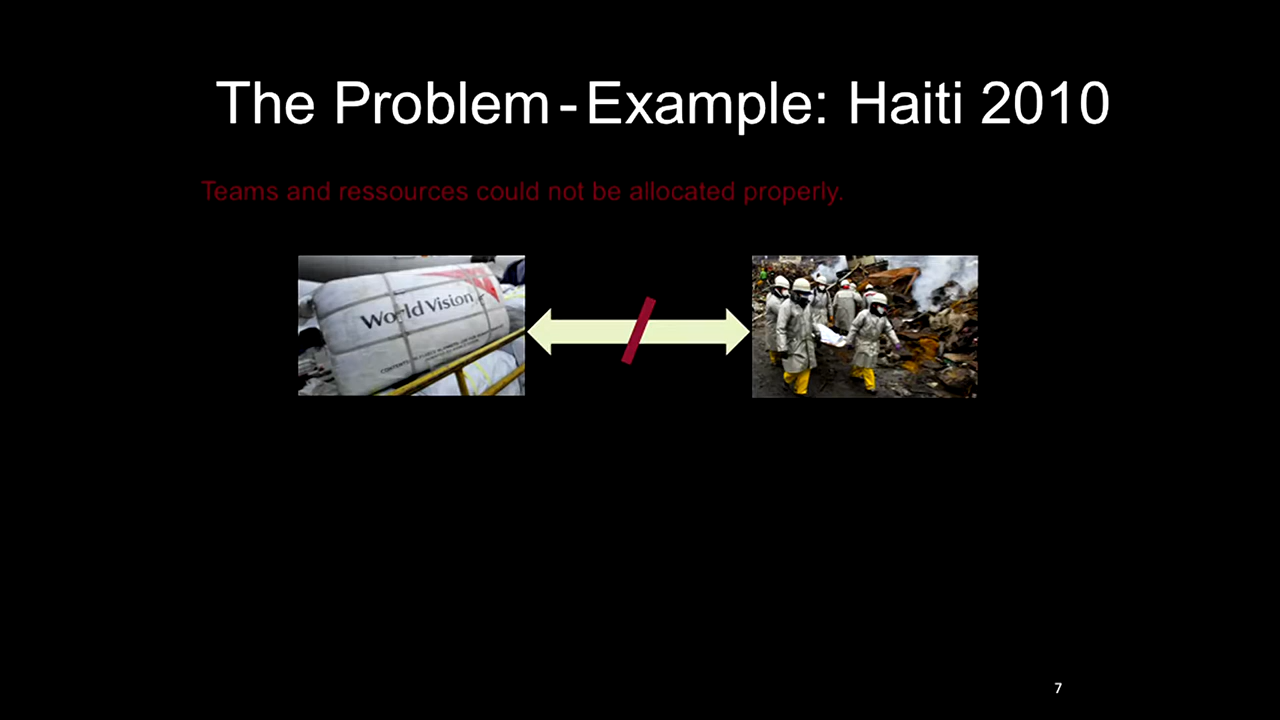 The Problem - Example: Haiti 2010
Teams and ressources could not be allocated properly.
World Vision
7